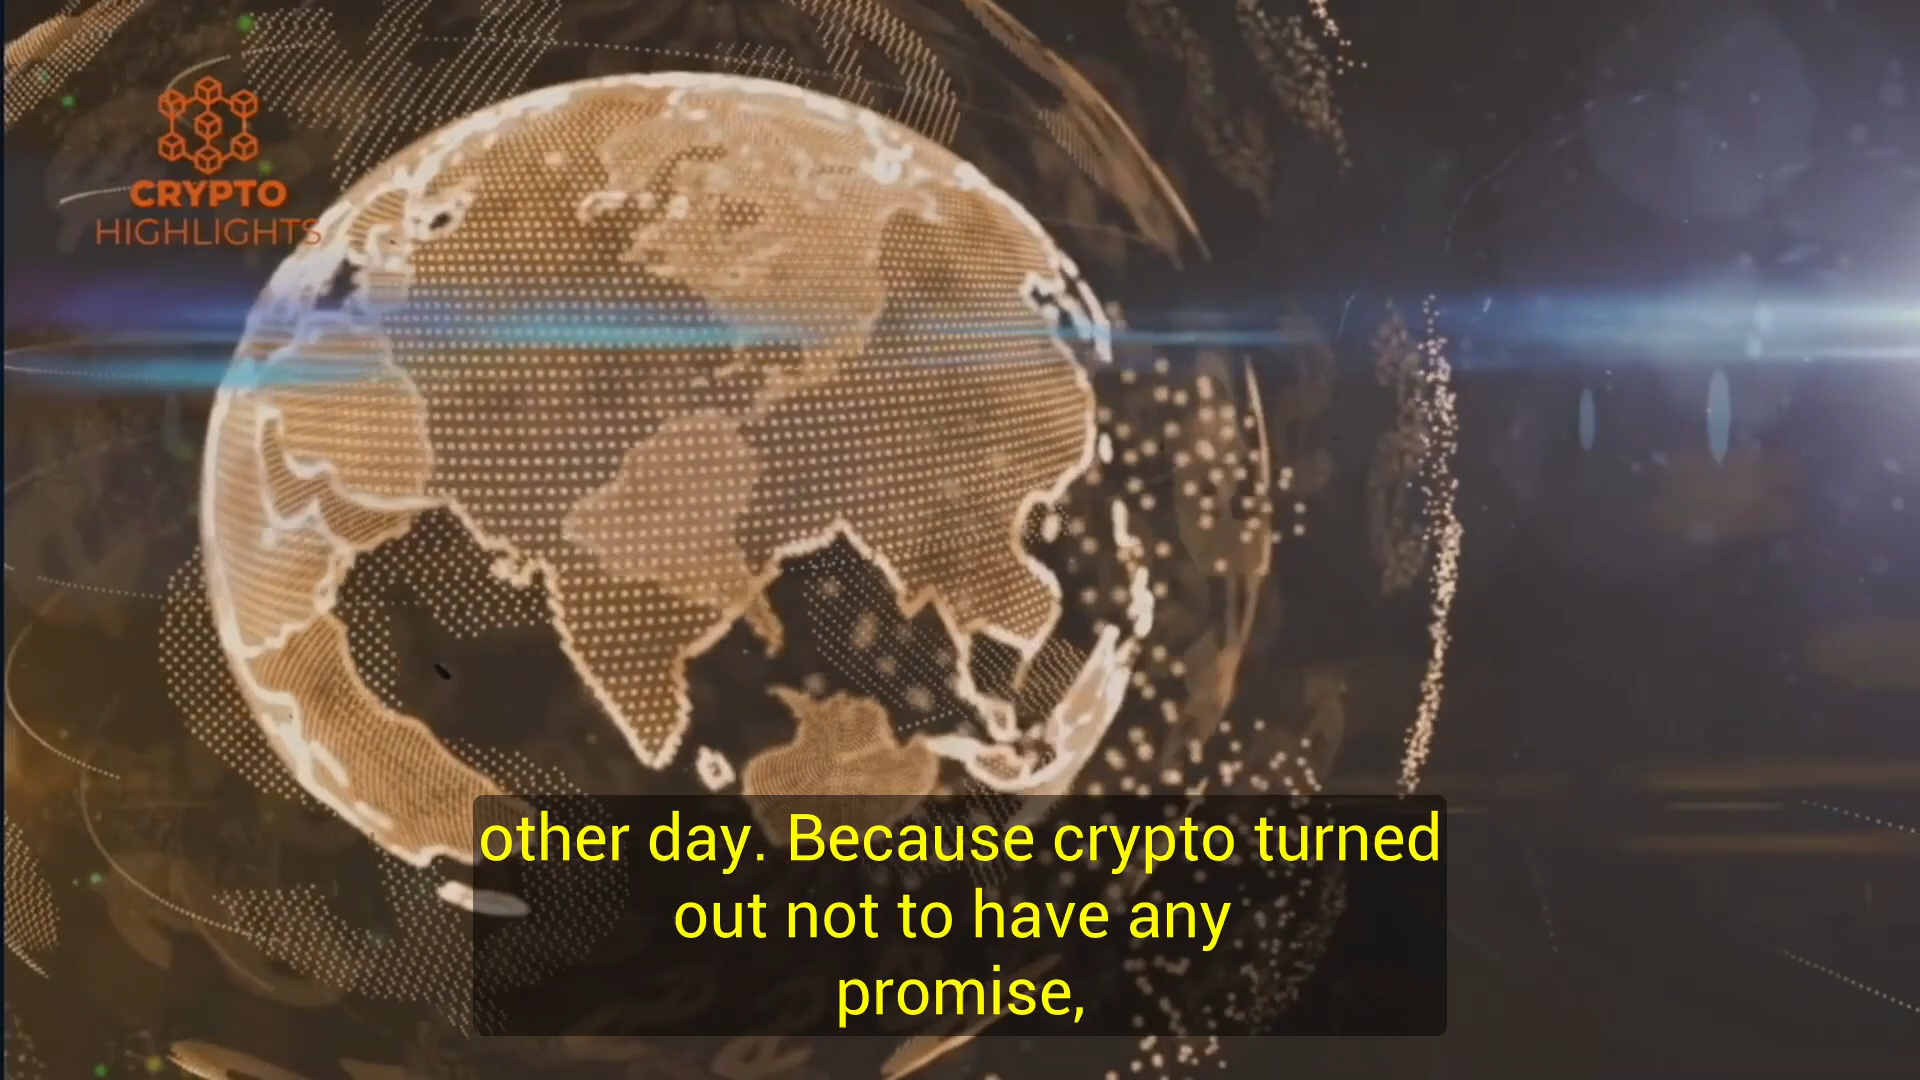 CRYPTO
HIGHLIGHTS
other day. Because crypto turned
out not to have any
promise,